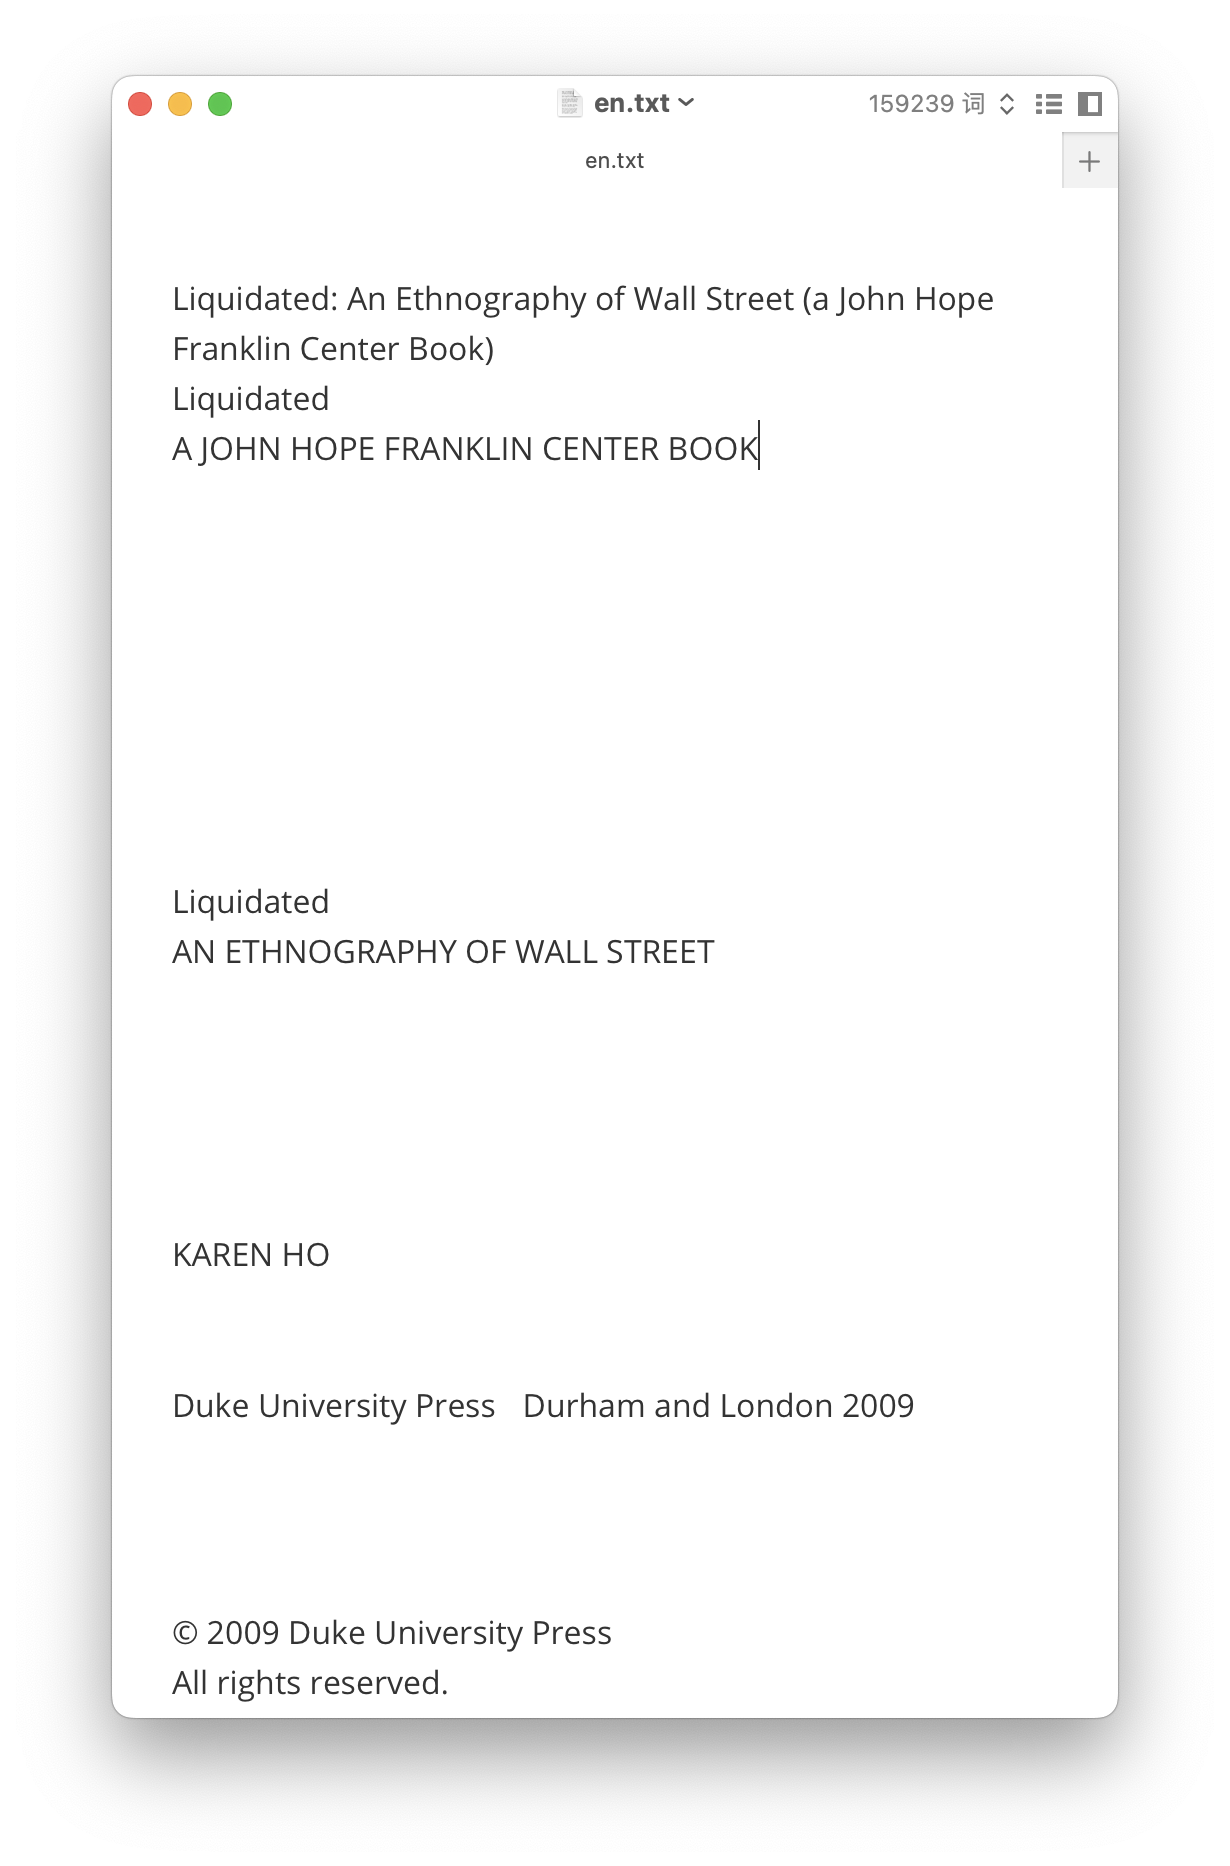 en.txt
159239 词
en.txt
Liquidated: An Ethnography of Wall Street (a John Hope
Franklin Center Book)
Liquidated
A JOHN HOPE FRANKLIN CENTER BOOK
Liquidated
AN ETHNOGRAPHY OF WALL STREET
KAREN HO
Duke University Press   Durham and London 2009
© 2009 Duke University Press
All rights reserved.